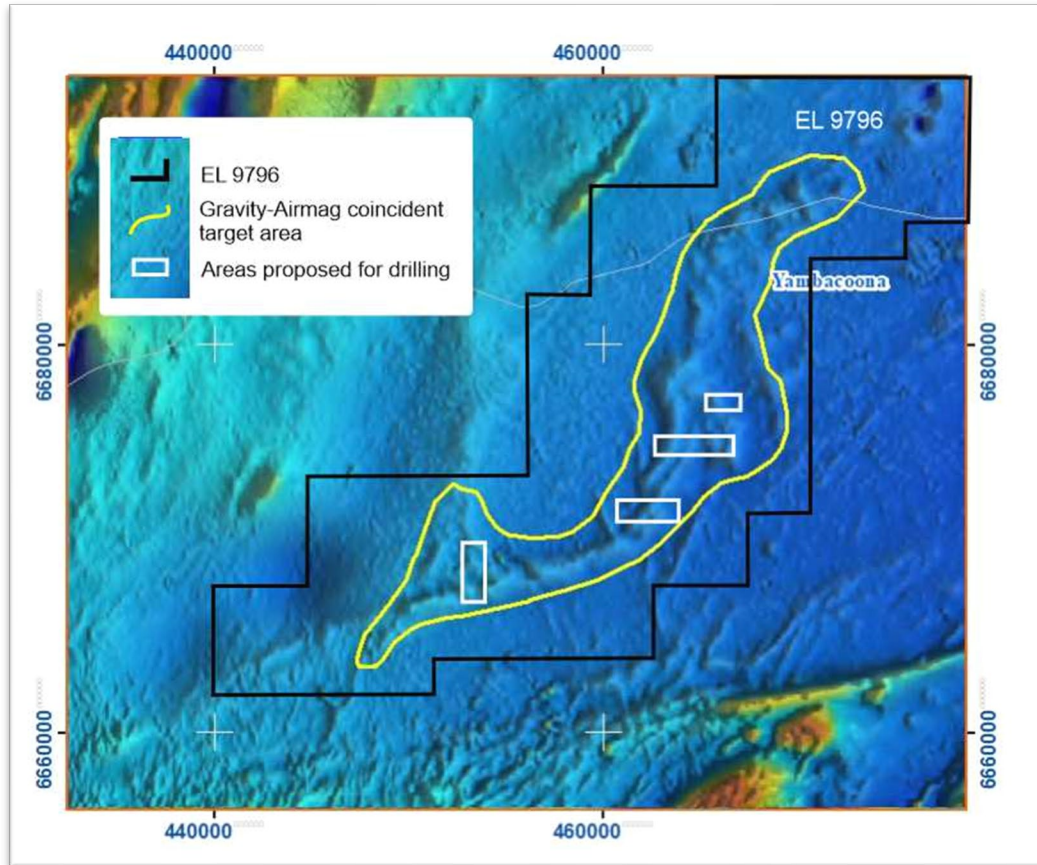 440000 460000
EL 9796
EL 9796
Gravity-Airmag coincident
target area
Areas proposed for drilling
Yambacoona
6680000 6680000
6660000 6660000
440000 460000